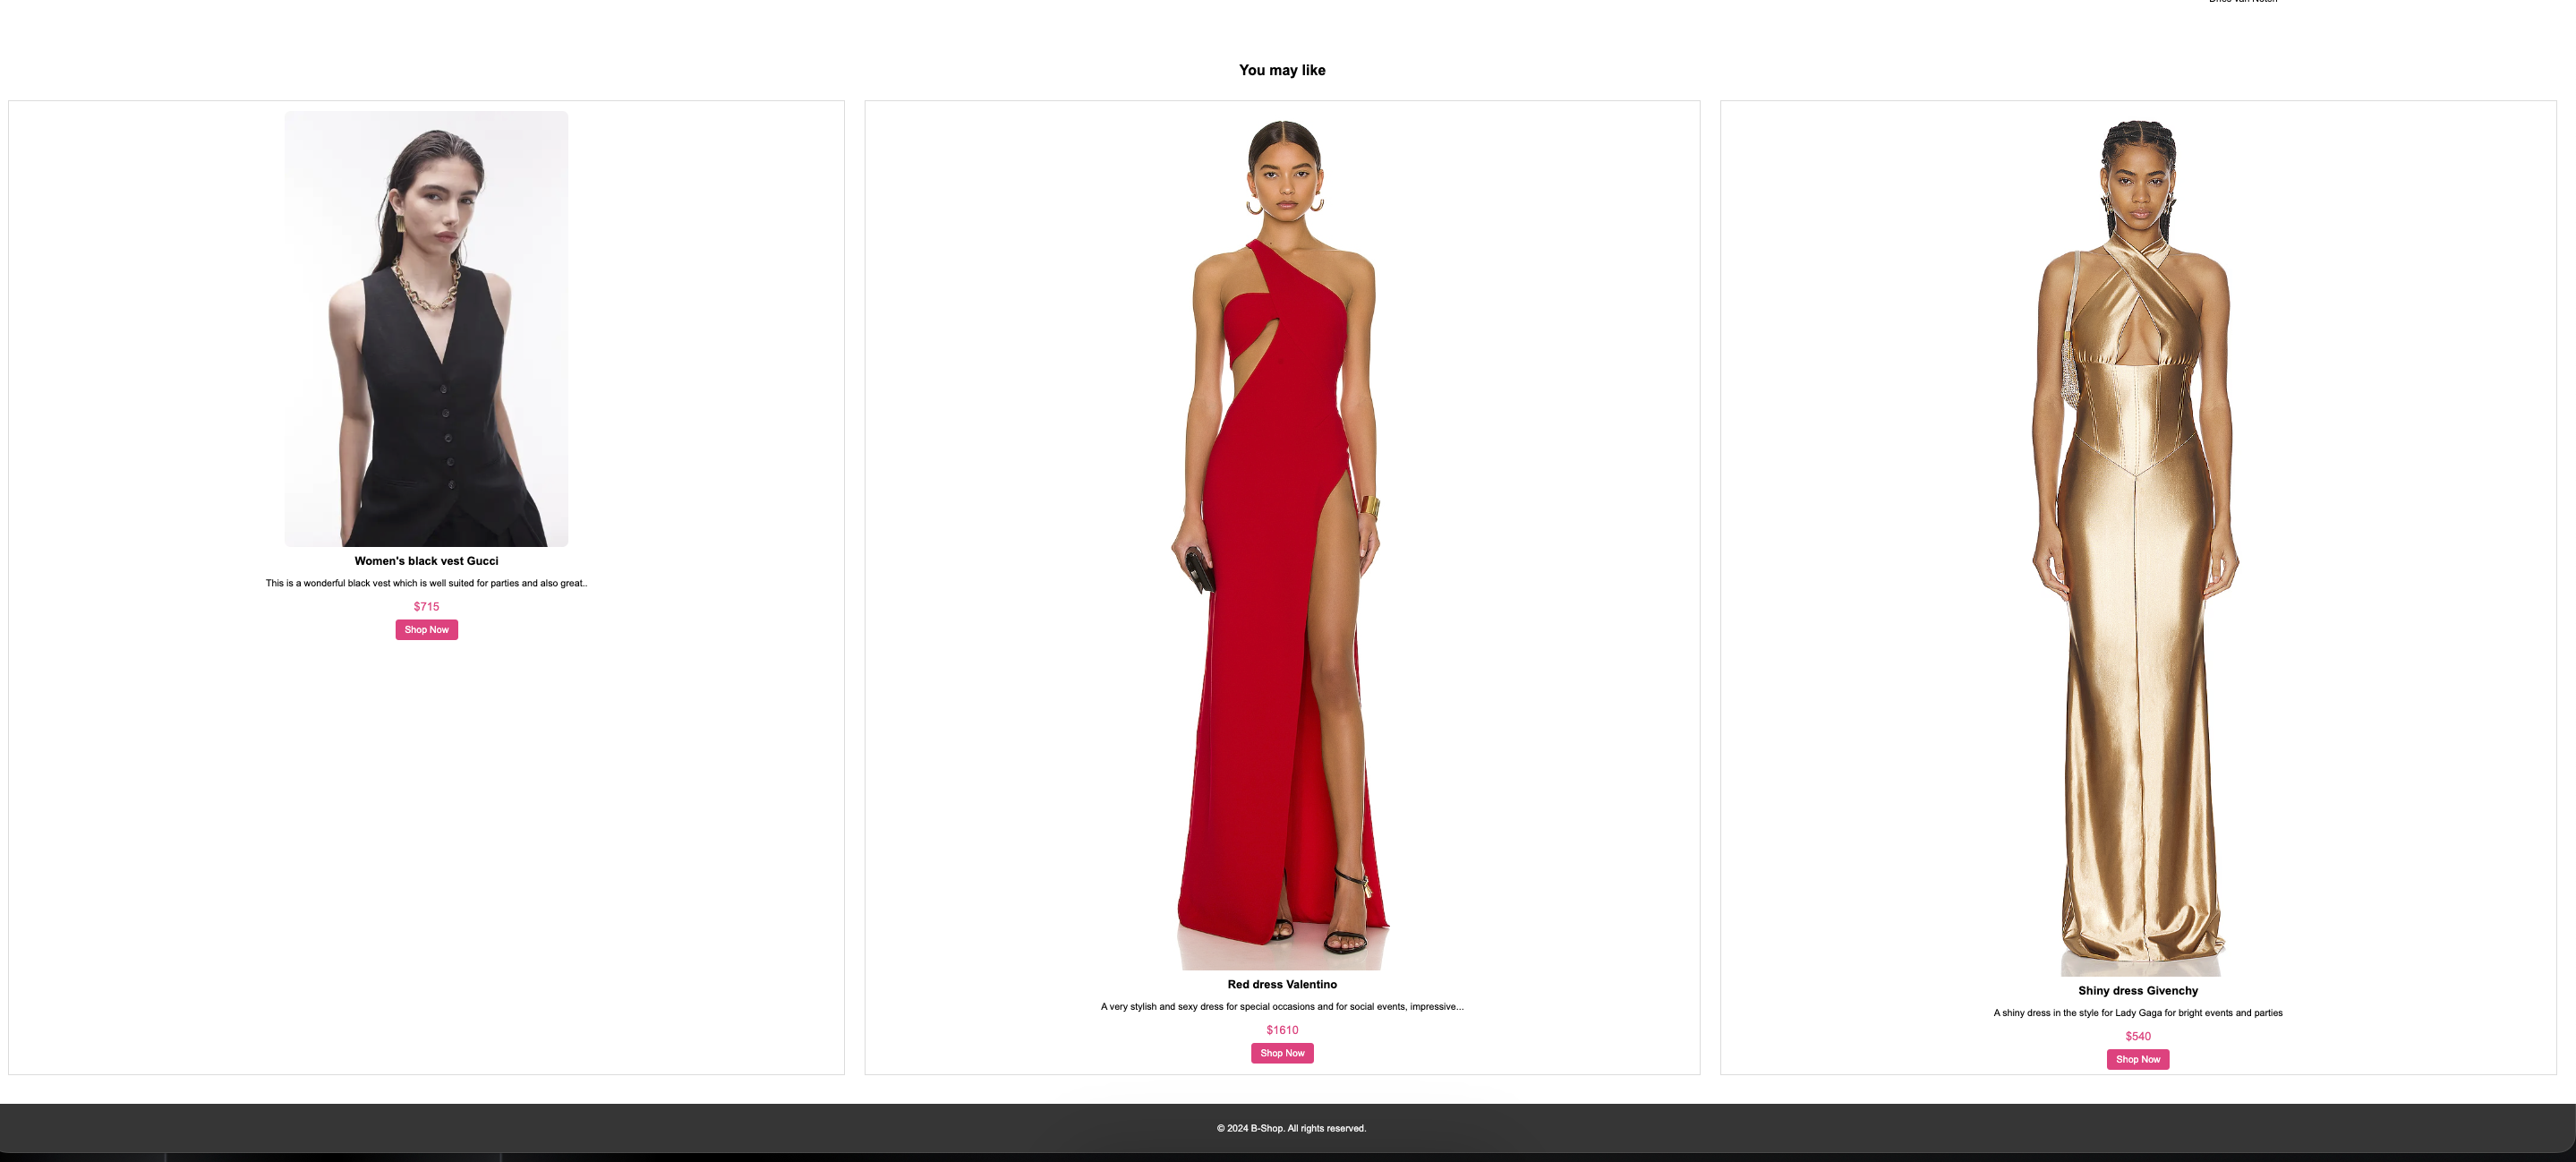 You may like
Women's black vest Gucci
This is a wonderful black vest which is well suited for parties and also great..
$715
Shop Now
Red dress Valentino
A very stylish and sexy dress for special occasions and for social events, impressive...
$1610
Shop Now
Shiny dress Givenchy
A shiny dress in the style for Lady Gaga for bright events and parties
$540
Shop Now
© 2024 B-Shop. All rights reserved.